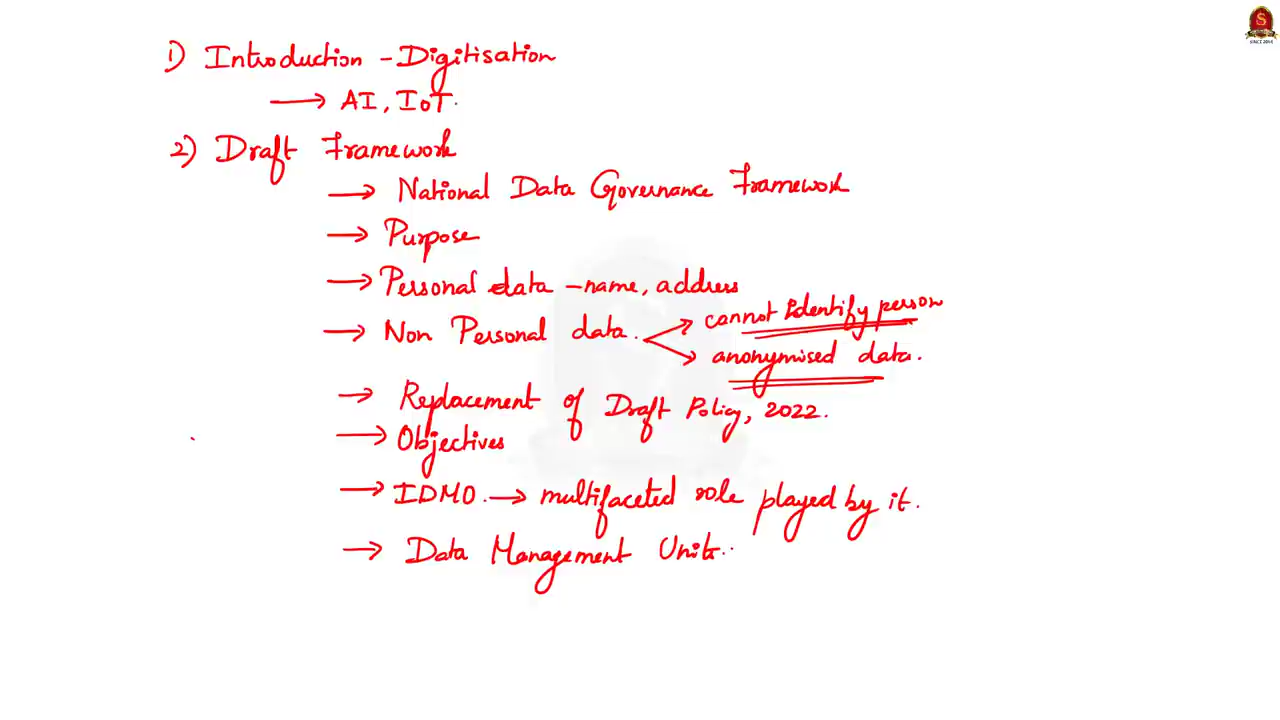 1) Introduction - Digitisation
→ AI, IoT.
2) Draft Framework
→ National Data Governance Framework
→ Purpose
→ Personal data - name, address
→ Non Personal data. → cannot identify person
→ anonymised data.
→ Replacement of Draft Policy, 2022.
→ Objectives
→ IDMO. → multifaceted role played by it.
→ Data Management Units..
S
SINCE 2004